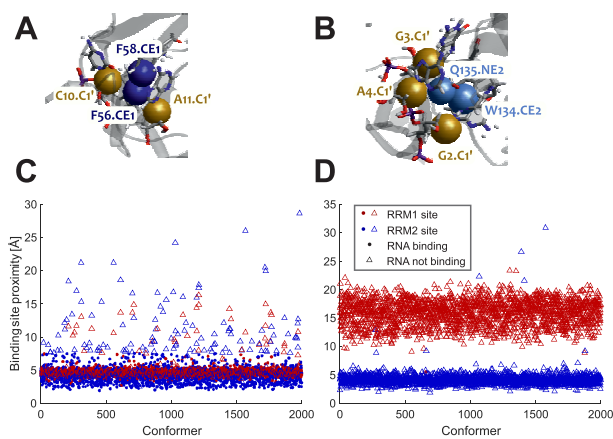 A
F58.CE1
C10.C1'
A11.C1'
F56.CE1
B
G3.C1'
Q135.NE2
A4.C1'
W134.CE2
G2.C1'
C
30
25
20
15
10
5
0
Binding site proximity [Å]
0 500 1000 1500 2000
Conformer
D
35
30
25
20
15
10
5
0
RRM1 site
RRM2 site
RNA binding
RNA not binding
0 500 1000 1500 2000
Conformer